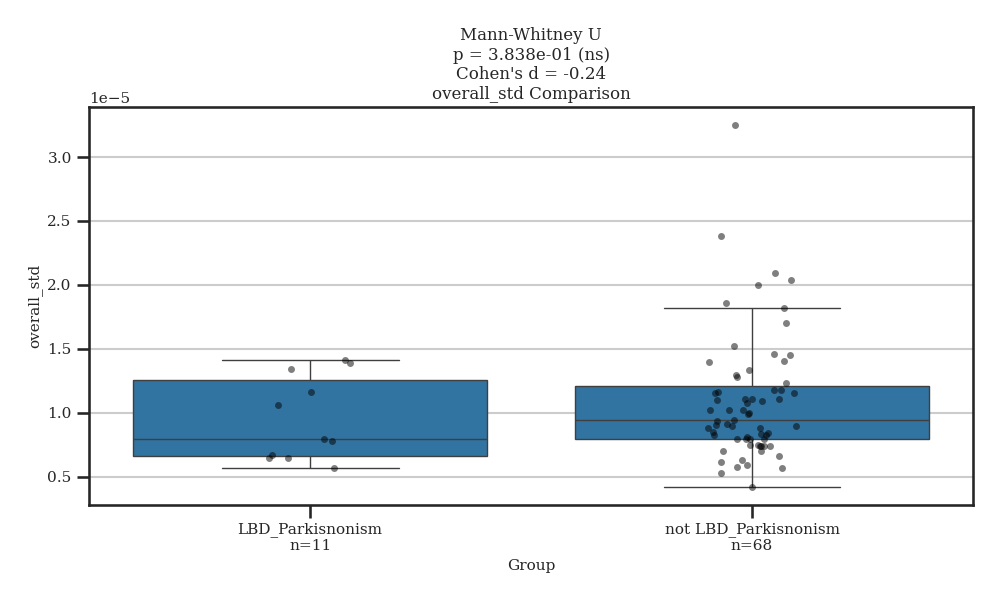 Mann-Whitney U
p = 3.838e-01 (ns)
Cohen's d = -0.24
overall_std Comparison
1e−5
3.0
2.5
2.0
1.5
1.0
0.5
overall_std
LBD_Parkisnonism
n=11
not LBD_Parkisnonism
n=68
Group